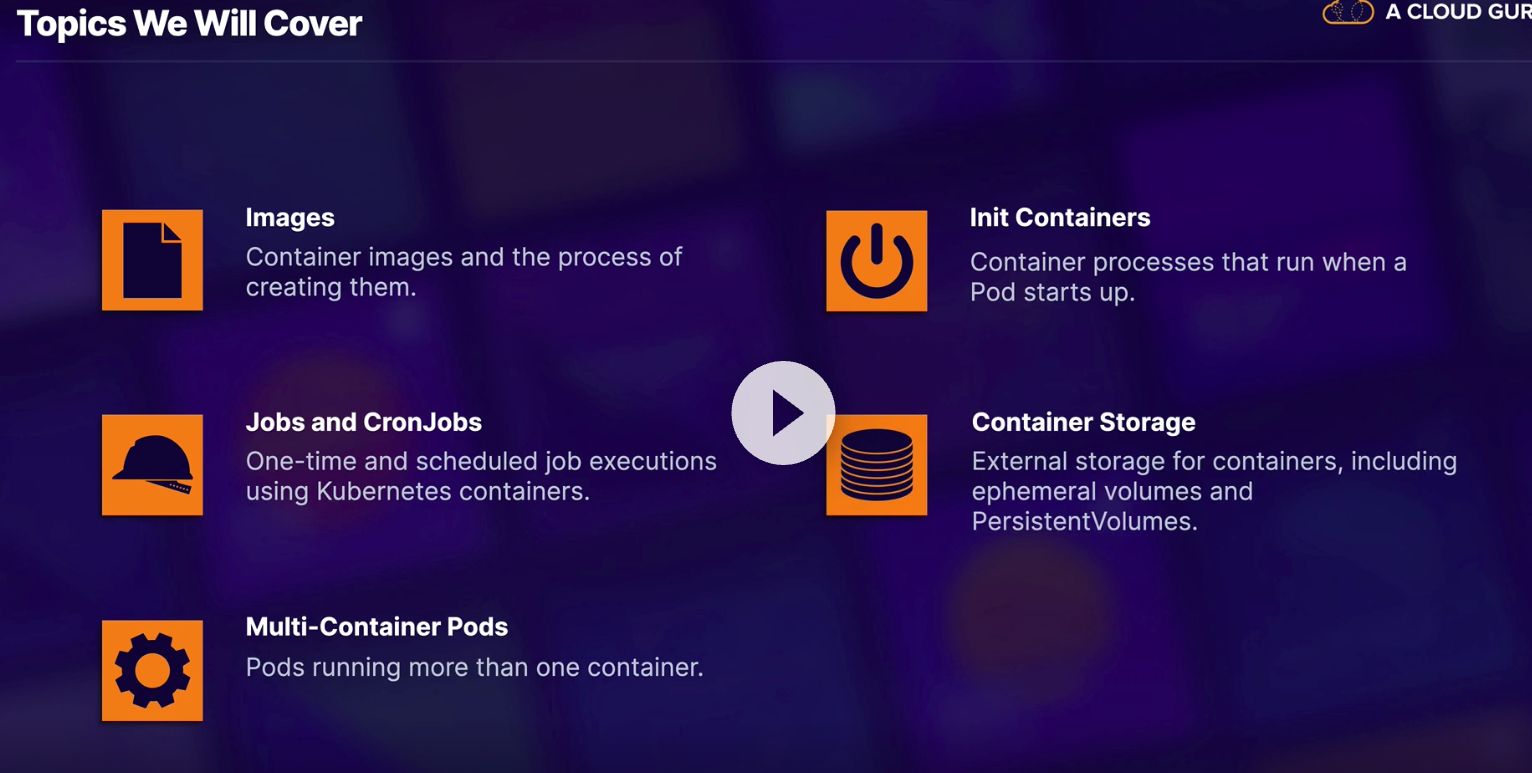 Topics We Will Cover
A CLOUD GUR
Images
Container images and the process of
creating them.
Init Containers
Container processes that run when a
Pod starts up.
Jobs and CronJobs
One-time and scheduled job executions
using Kubernetes containers.
Container Storage
External storage for containers, including
ephemeral volumes and
PersistentVolumes.
Multi-Container Pods
Pods running more than one container.